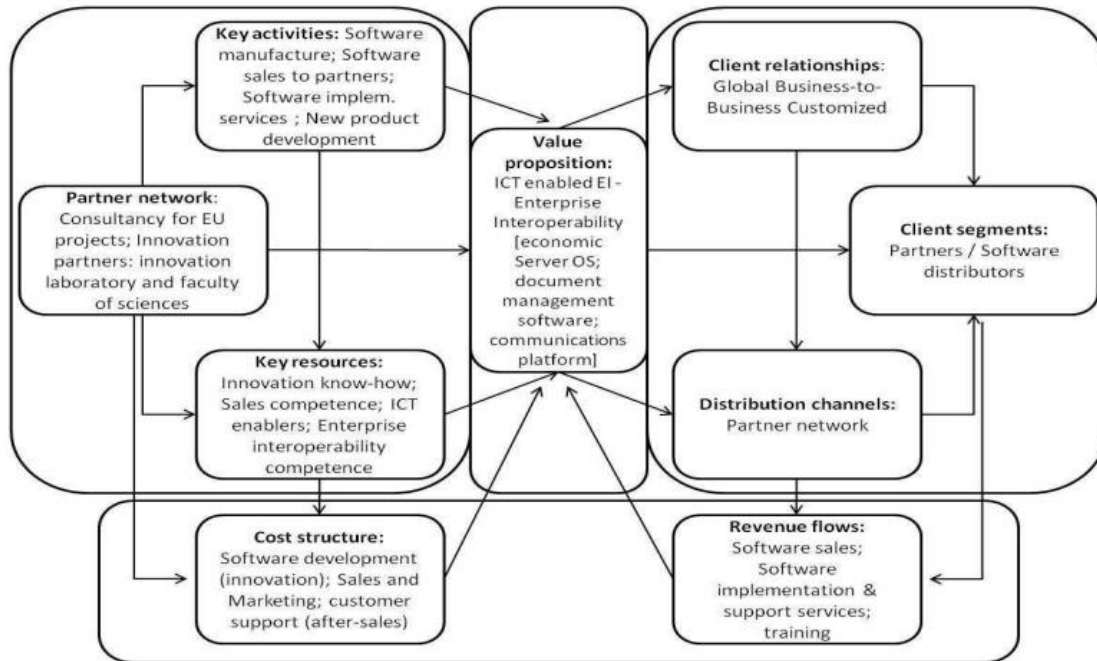 Key activities: Software
manufacture; Software
sales to partners;
Software implem.
services ; New product
development
Partner network:
Consultancy for EU
projects; Innovation
partners: innovation
laboratory and faculty
of sciences
Key resources:
Innovation know-how;
Sales competence; ICT
enablers; Enterprise
interoperability
competence
Value
proposition:
ICT enabled EI -
Enterprise
Interoperability
[economic
Server OS;
document
management
software;
communications
platform]
Client relationships:
Global Business-to-
Business Customized
Client segments:
Partners / Software
distributors
Distribution channels:
Partner network
Cost structure:
Software development
(innovation); Sales and
Marketing; customer
support (after-sales)
Revenue flows:
Software sales;
Software
implementation &
support services;
training